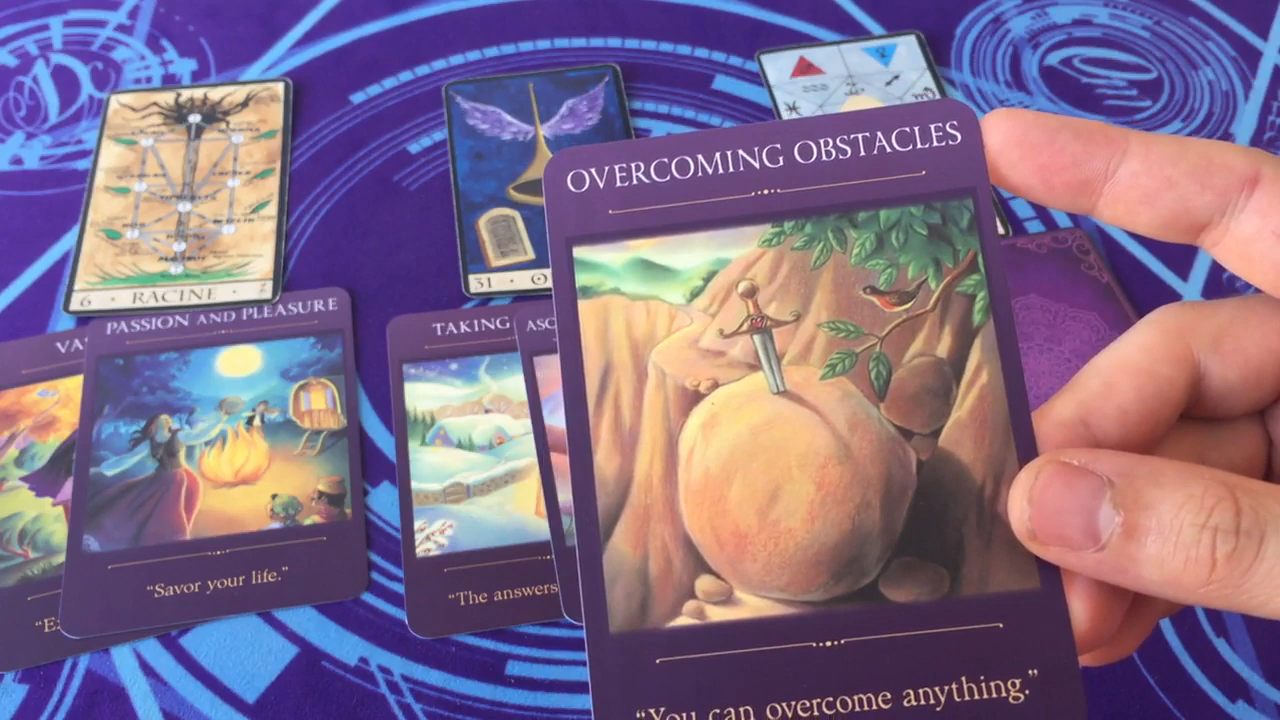 OVERCOMING OBSTACLES
"You can overcome anything."
6 · RACINE
31 ·
PASSION AND PLEASURE
"Savor your life."
TAKING
"The answers